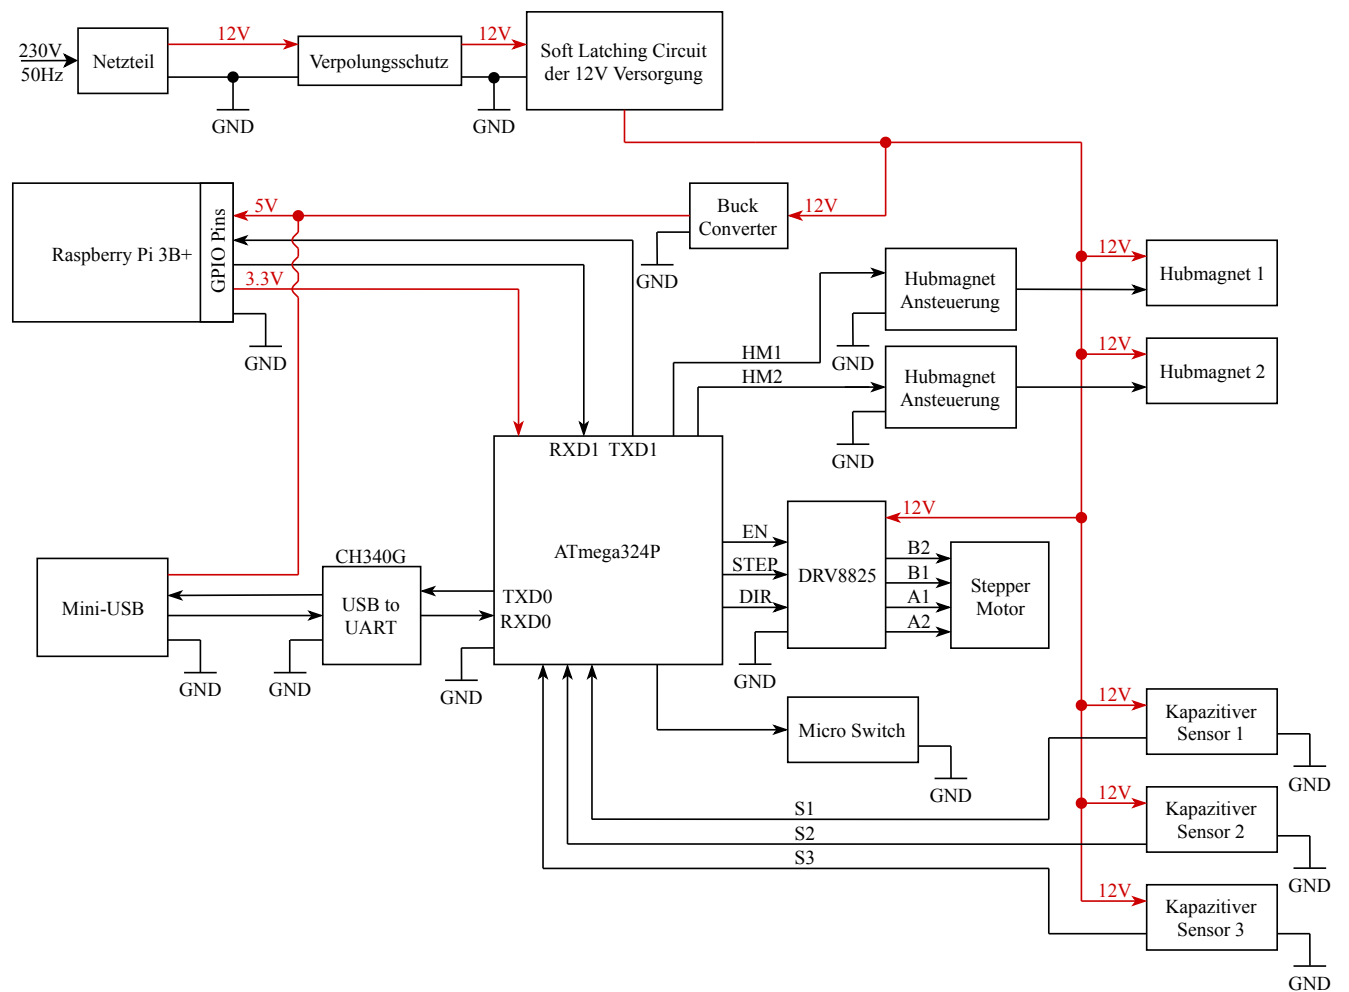 230V
50Hz
Netzteil
12V
GND
Verpolungsschutz
12V
GND
Soft Latching Circuit
der 12V Versorgung
Raspberry Pi 3B+
GPIO Pins
5V
3.3V
GND
Buck
Converter
12V
GND
HM1
HM2
Hubmagnet
Ansteuerung
GND
Hubmagnet
Ansteuerung
GND
12V
Hubmagnet 1
12V
Hubmagnet 2
RXD1 TXD1
ATmega324P
TXD0
RXD0
GND
EN
STEP
DIR
DRV8825
GND
12V
B2
B1
A1
A2
Stepper
Motor
Mini-USB
GND
CH340G
USB to
UART
GND
Micro Switch
GND
S1
S2
S3
12V
Kapazitiver
Sensor 1
GND
12V
Kapazitiver
Sensor 2
GND
12V
Kapazitiver
Sensor 3
GND